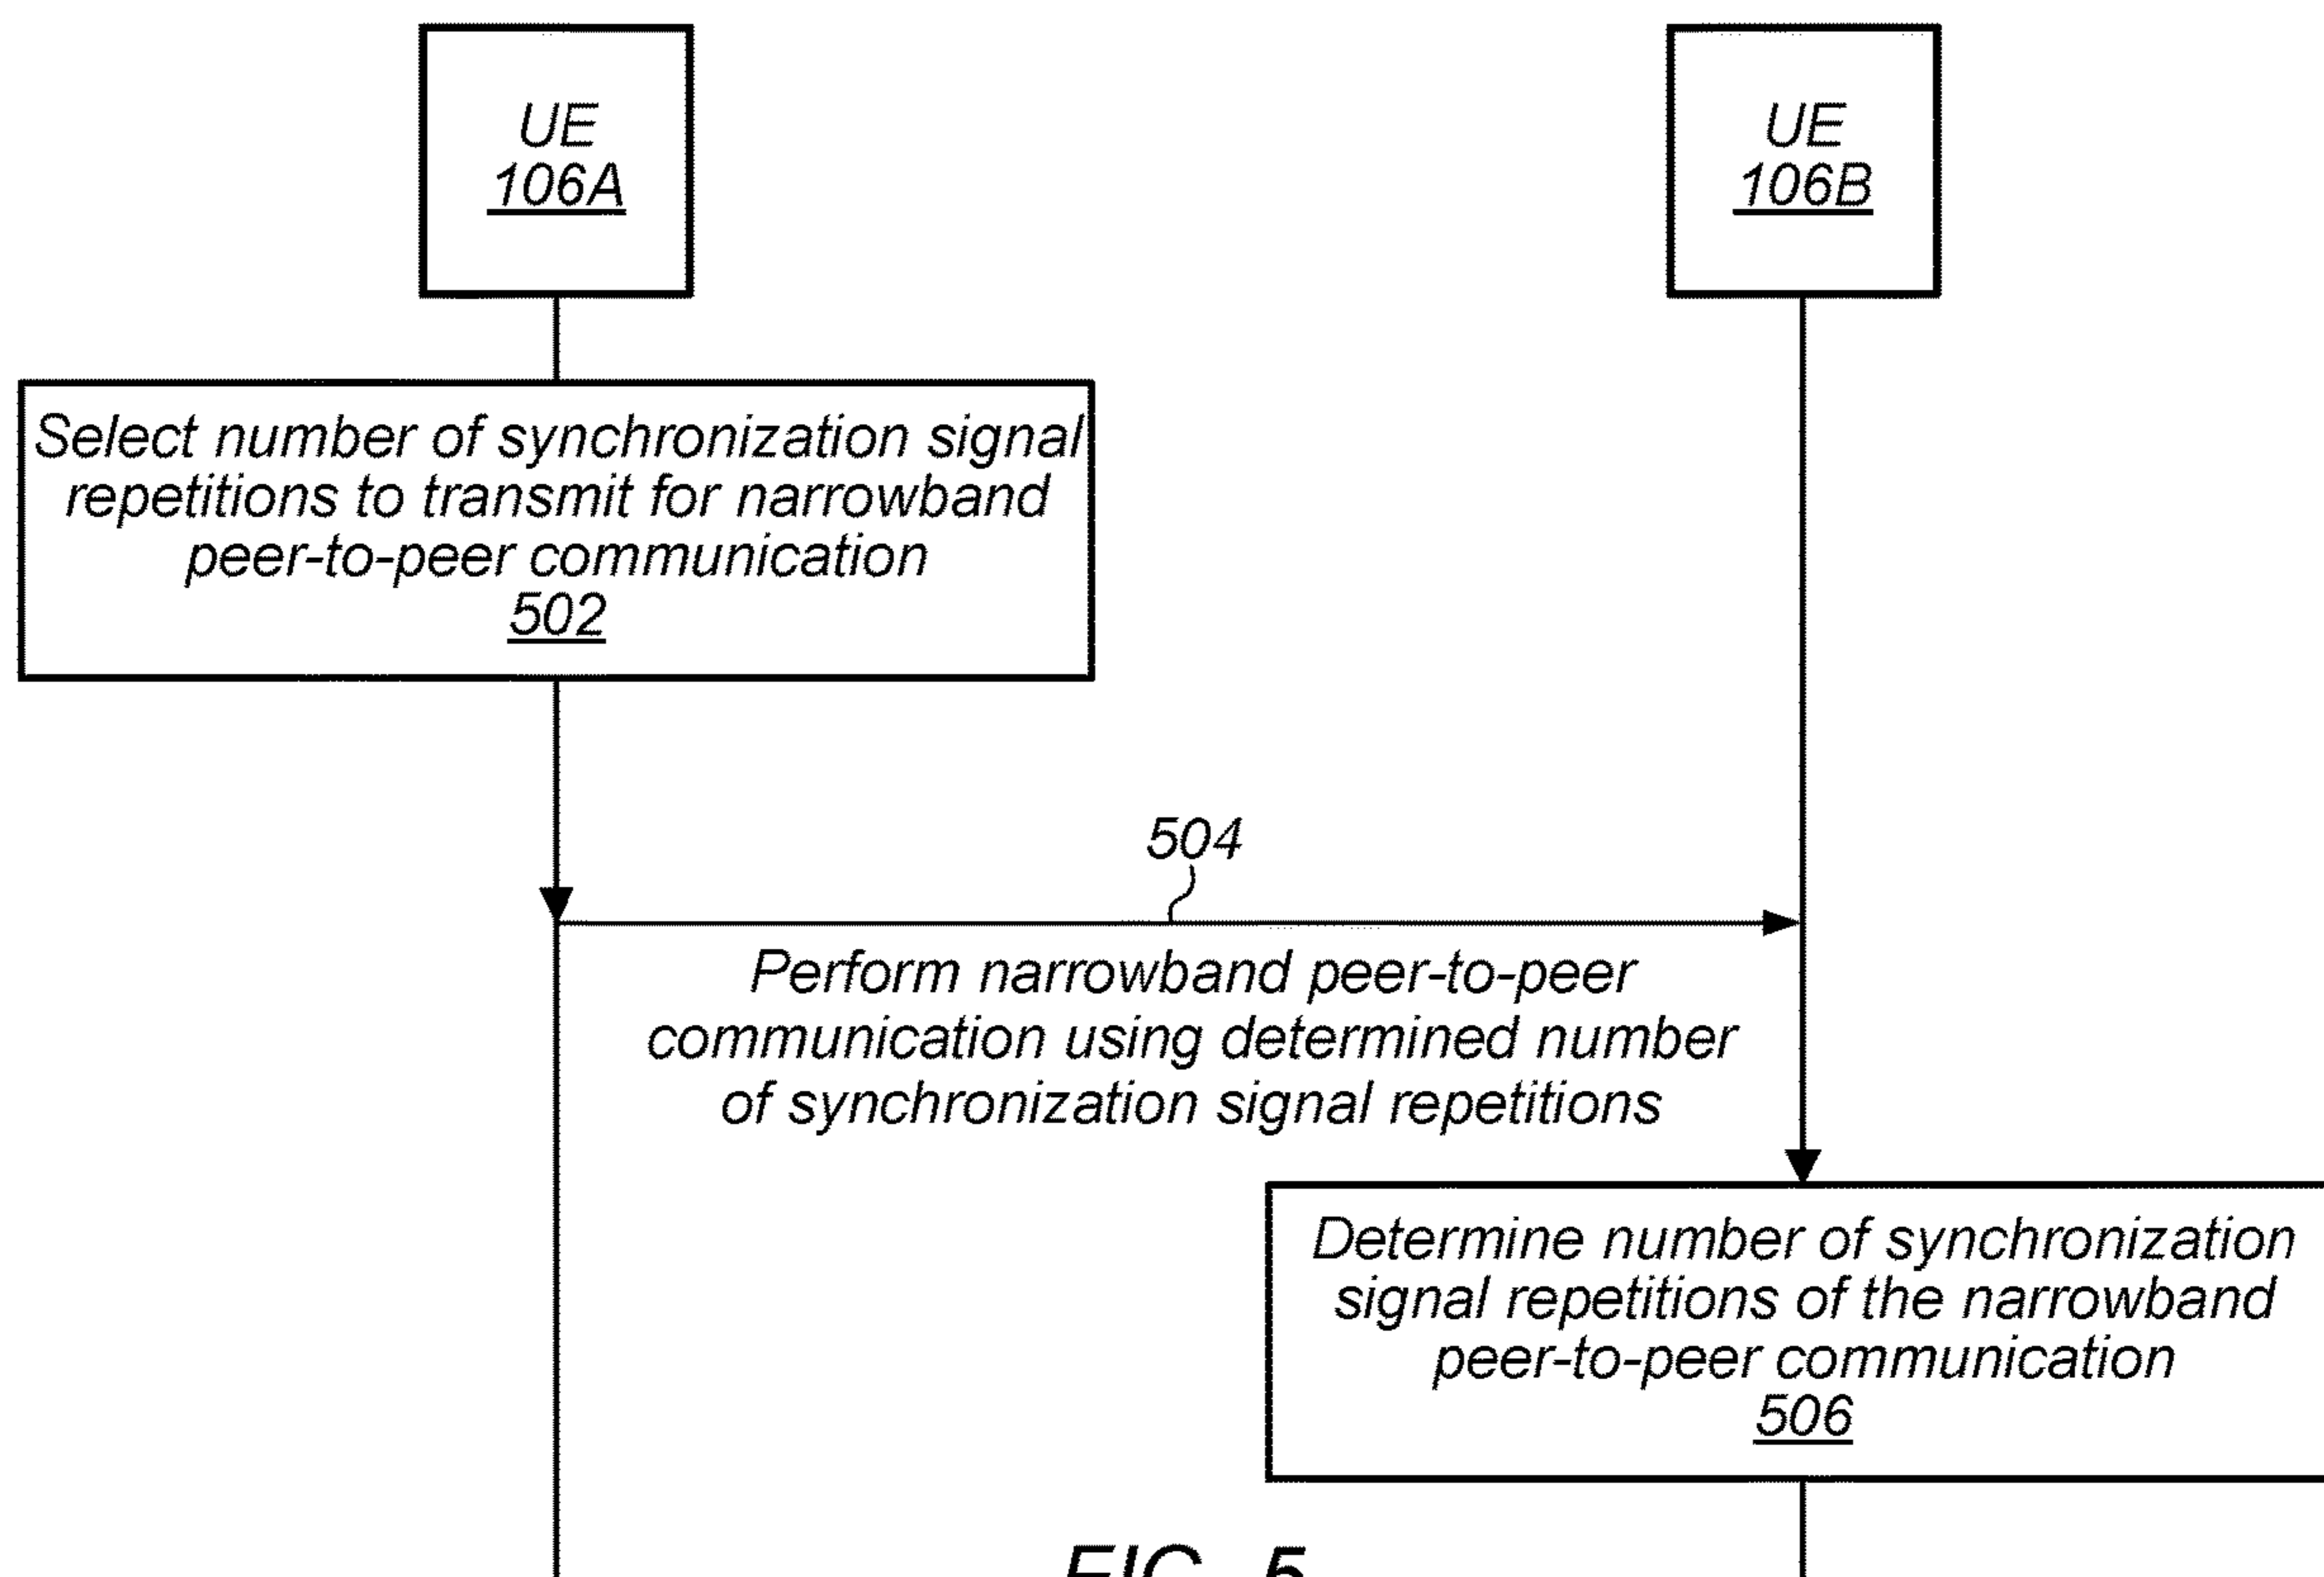 UE
106A
UE
106B
Select number of synchronization signal
repetitions to transmit for narrowband
peer-to-peer communication
502
504
Perform narrowband peer-to-peer
communication using determined number
of synchronization signal repetitions
Determine number of synchronization
signal repetitions of the narrowband
peer-to-peer communication
506
FIG. 5